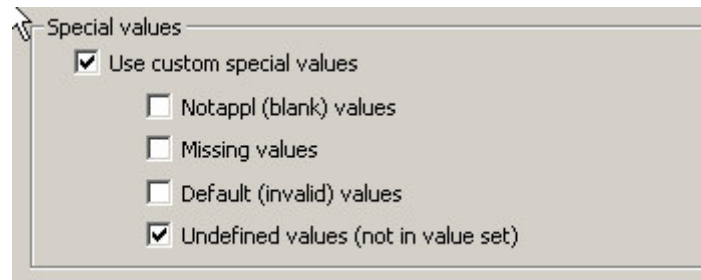 Special values
Use custom special values
Notappl (blank) values
Missing values
Default (invalid) values
Undefined values (not in value set)